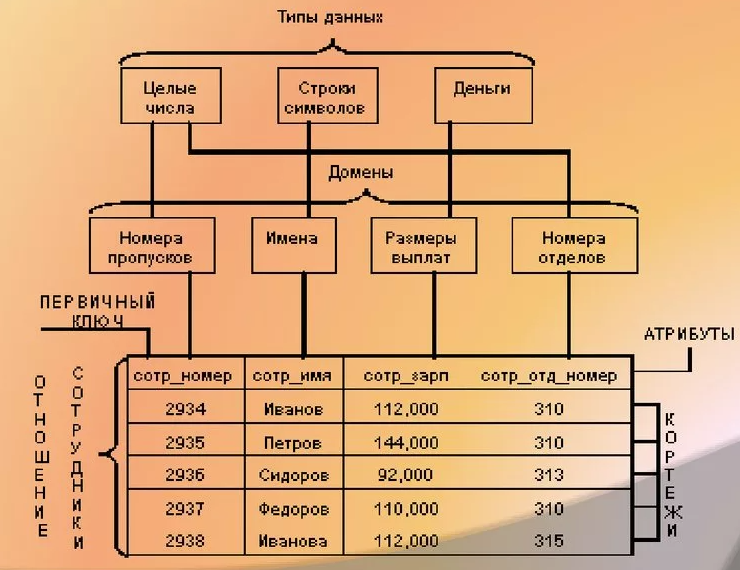 Типы данных
Целые
числа
Строки
символов
Деньги
Домены
Номера
пропусков
Имена
Размеры
выплат
Номера
отделов
ПЕРВИЧНЫЙ
КЛЮЧ
АТРИБУТЫ
ОТНОШЕНИЕ
СОТРУДНИКИ
сотр_номер сотр_имя сотр_зарп сотр_отд_номер
2934 Иванов 112,000 310
2935 Петров 144,000 310
2936 Сидоров 92,000 313
2937 Федоров 110,000 310
2938 Иванова 112,000 315
КОРТЕЖИ